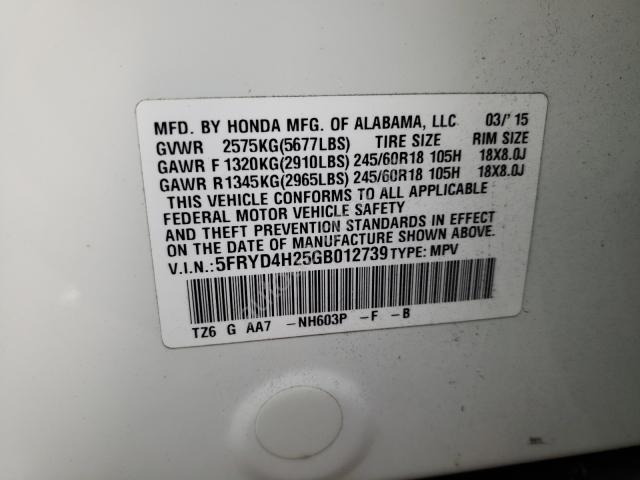 MFD. BY HONDA MFG. OF ALABAMA, LLC 03/'15
GVWR 2575KG(5677LBS) TIRE SIZE RIM SIZE
GAWR F 1320KG(2910LBS) 245/60R18 105H 18X8.0J
GAWR R 1345KG(2965LBS) 245/60R18 105H 18X8.0J
THIS VEHICLE CONFORMS TO ALL APPLICABLE
FEDERAL MOTOR VEHICLE SAFETY
AND THEFT PREVENTION STANDARDS IN EFFECT
ON THE DATE OF MANUFACTURE SHOWN ABOVE.
V.I.N.:5FRYD4H25GB012739 TYPE: MPV
TZ6 G AA7 -NH603P -F -B